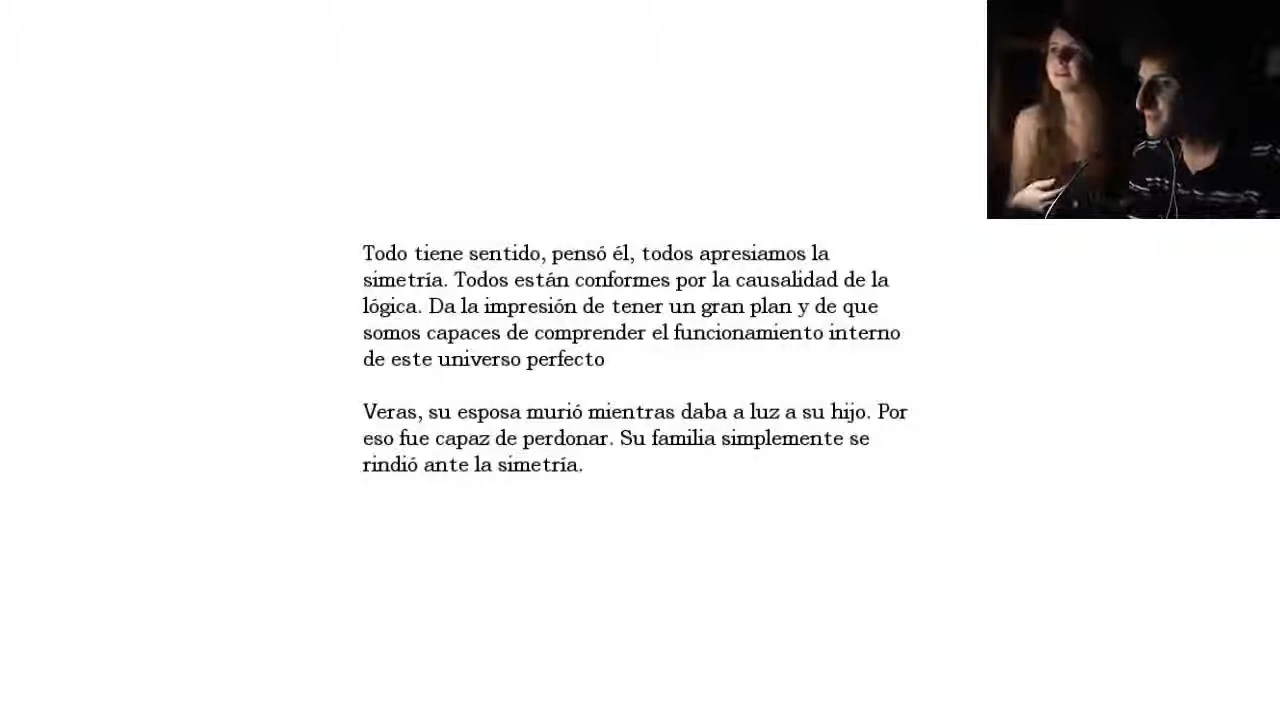 Todo tiene sentido, pensó él, todos apresiamos la
simetría. Todos están conformes por la causalidad de la
lógica. Da la impresión de tener un gran plan y de que
somos capaces de comprender el funcionamiento interno
de este universo perfecto
Veras, su esposa murió mientras daba a luz a su hijo. Por
eso fue capaz de perdonar. Su familia simplemente se
rindió ante la simetría.